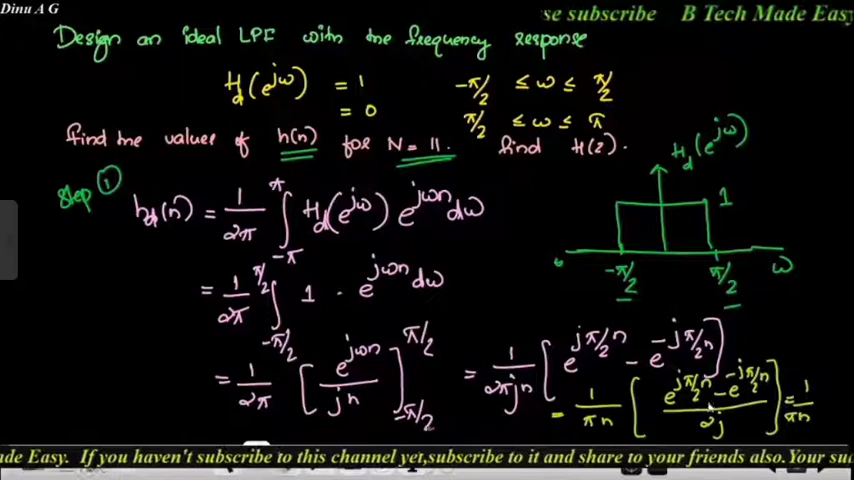 Dinu A G
se subscribe B Tech Made Easy
Design an ideal LPF with the frequency response
H_d(e^{jω}) = 1 -π/2 ≤ ω ≤ π/2
= 0 π/2 ≤ ω ≤ π
find the values of h(n) for N = 11. find H(z).
Step ①
h_d(n) = 1/2π ∫_{-π}^{π} H_d(e^{jω}) e^{jωn} dω
= 1/2π ∫_{-π/2}^{π/2} 1 . e^{jωn} dω
= 1/2π [e^{jωn}/jn]_{-π/2}^{π/2} = 1/2πjn [e^{jπ/2 n} - e^{-jπ/2 n}]
= 1/πn [e^{jπ/2 n} - e^{-jπ/2 n}/2j] = 1/πn
H_d(e^{jω})
1
-π/2 π/2 ω
de Easy. If you haven't subscribe to this channel yet,subscribe to it and share to your friends also.Your su